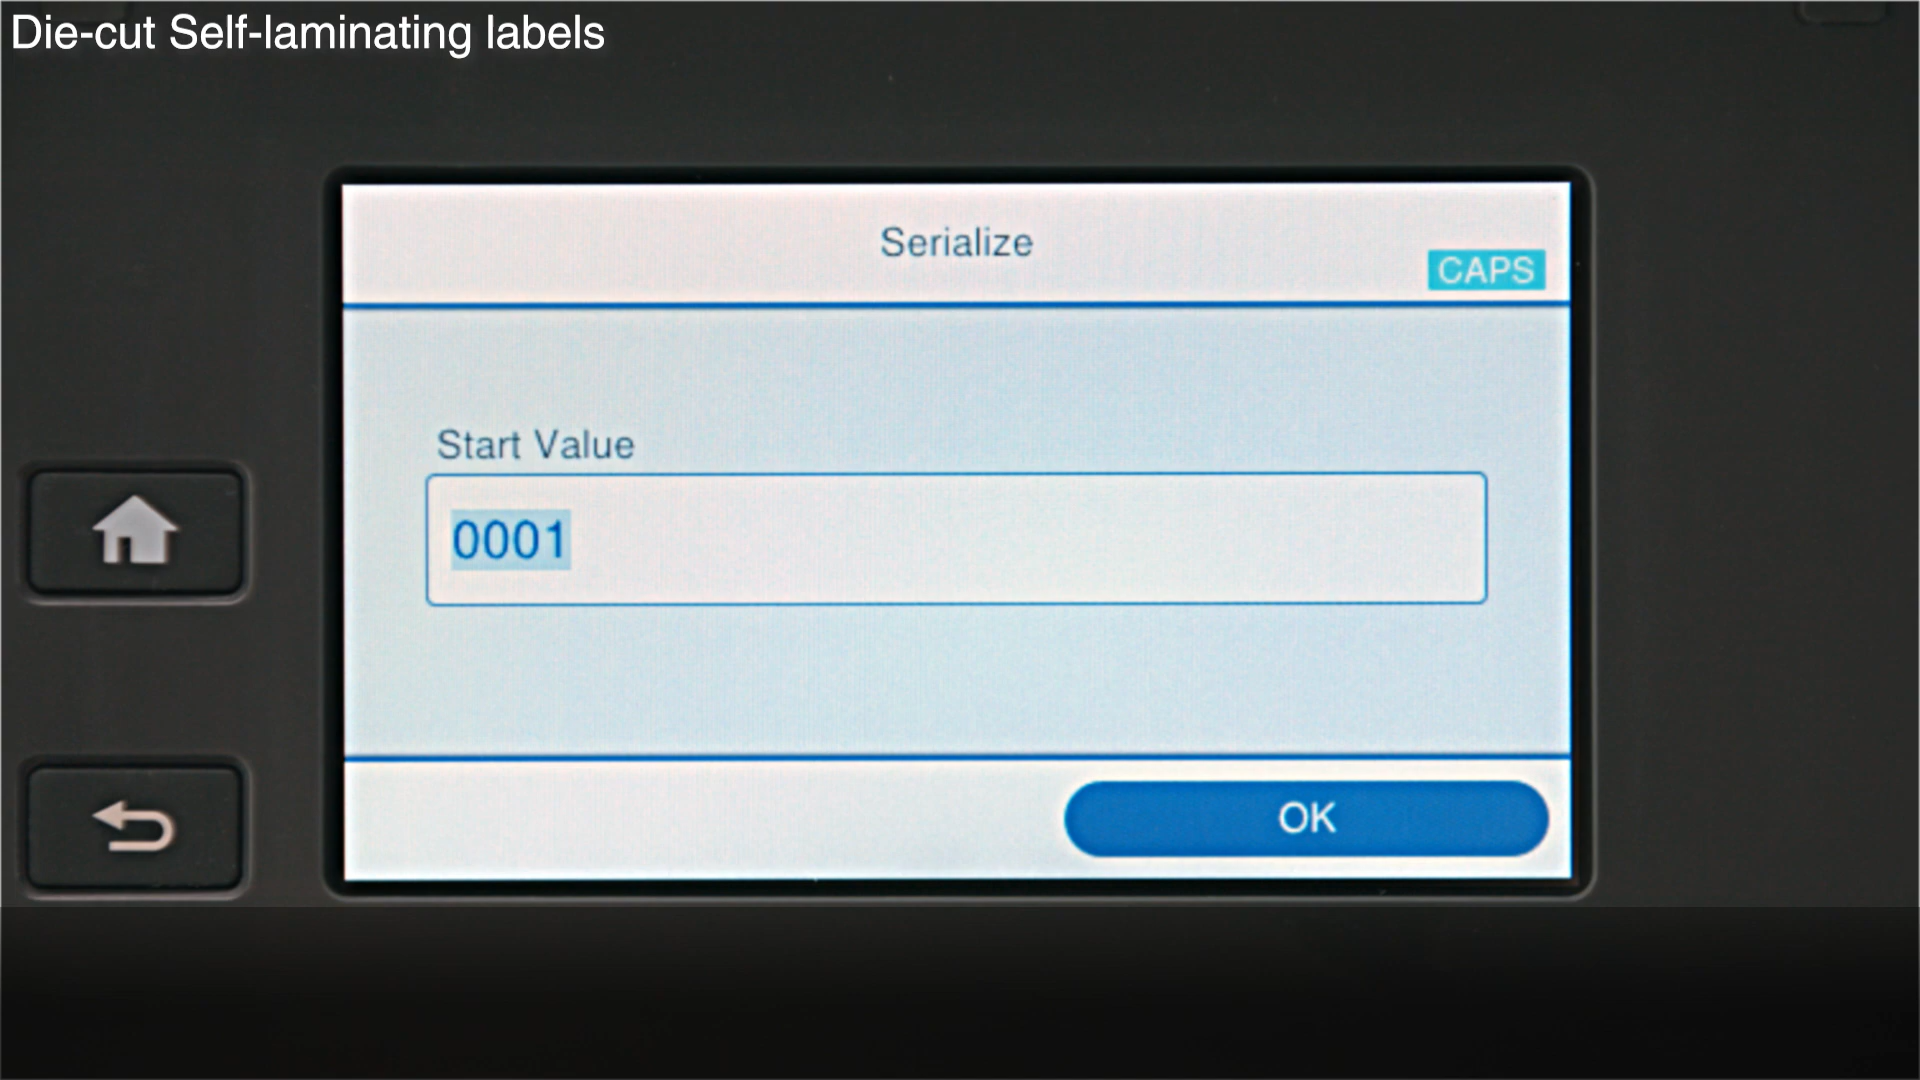 Die-cut Self-laminating labels
Serialize
CAPS
Start Value
0001
OK